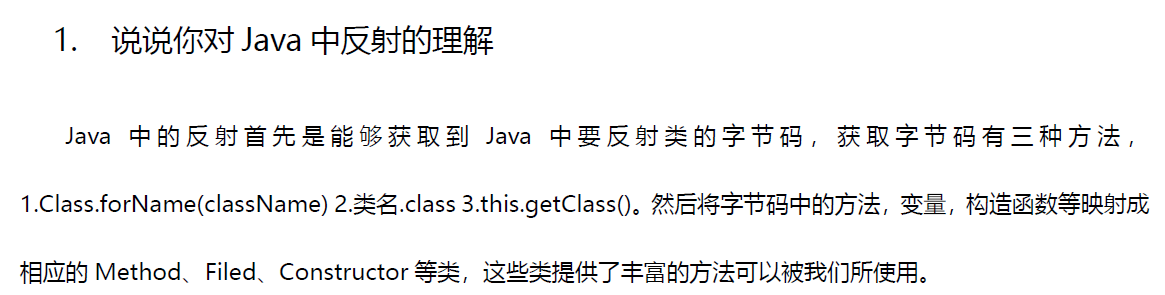 1. 说说你对 Java 中反射的理解
Java 中的反射首先是能够获取到 Java 中要反射类的字节码，获取字节码有三种方法，
1.Class.forName(className) 2.类名.class 3.this.getClass()。然后将字节码中的方法，变量，构造函数等映射成
相应的 Method、Filed、Constructor 等类，这些类提供了丰富的方法可以被我们所使用。